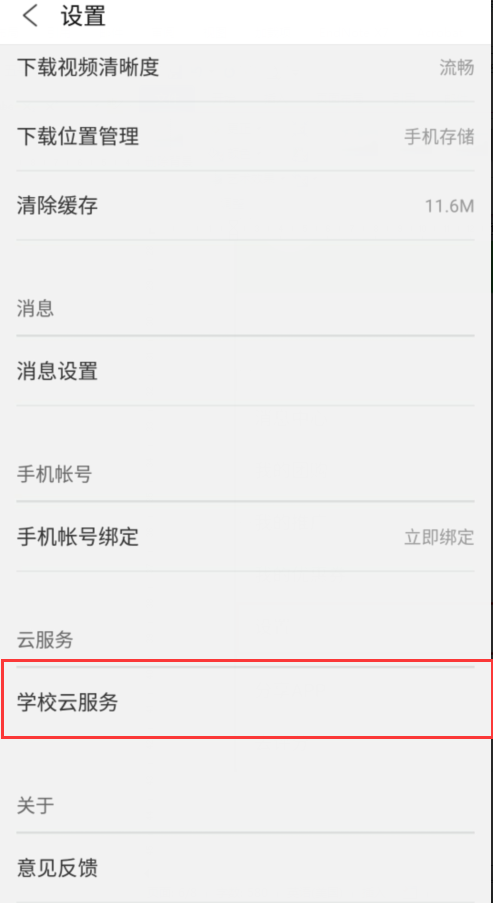 设置
下载视频清晰度 流畅
下载位置管理 手机存储
清除缓存 11.6M
消息
消息设置
手机帐号
手机帐号绑定 立即绑定
云服务
学校云服务
关于
意见反馈